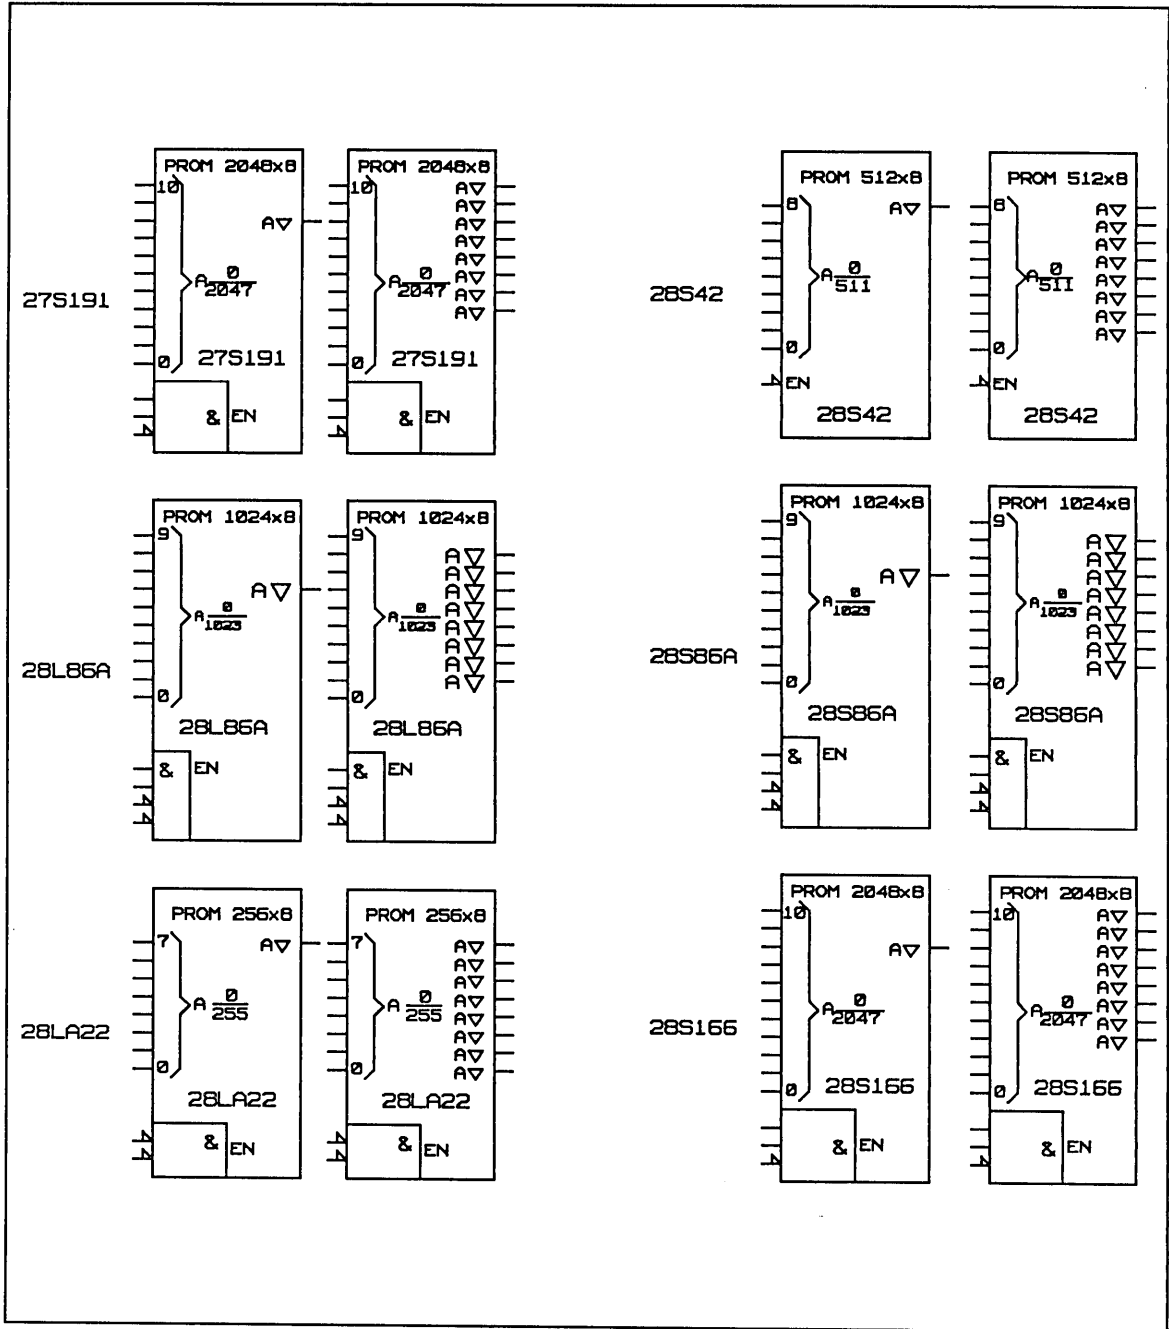 27S191
PROM 2048x8
10
A▽
A 0
2047
0
27S191
& EN
PROM 2048x8
10
A▽
A▽
A▽
A▽
A▽
A▽
A▽
A▽
A 0
2047
0
27S191
& EN
28S42
PROM 512x8
8
A▽
A 0
511
0
EN
28S42
PROM 512x8
8
A▽
A▽
A▽
A▽
A▽
A▽
A▽
A▽
A 0
511
0
EN
28S42
28L86A
PROM 1024x8
9
A▽
A 0
1023
0
28L86A
& EN
PROM 1024x8
9
A▽
A▽
A▽
A▽
A▽
A▽
A▽
A▽
A 0
1023
0
28L86A
& EN
28S86A
PROM 1024x8
9
A▽
A 0
1023
0
28S86A
& EN
PROM 1024x8
9
A▽
A▽
A▽
A▽
A▽
A▽
A▽
A▽
A 0
1023
0
28S86A
& EN
28LA22
PROM 256x8
7
A▽
A 0
255
0
28LA22
& EN
PROM 256x8
7
A▽
A▽
A▽
A▽
A▽
A▽
A▽
A▽
A 0
255
0
28LA22
& EN
28S166
PROM 2048x8
10
A▽
A 0
2047
0
28S166
& EN
PROM 2048x8
10
A▽
A▽
A▽
A▽
A▽
A▽
A▽
A▽
A 0
2047
0
28S166
& EN